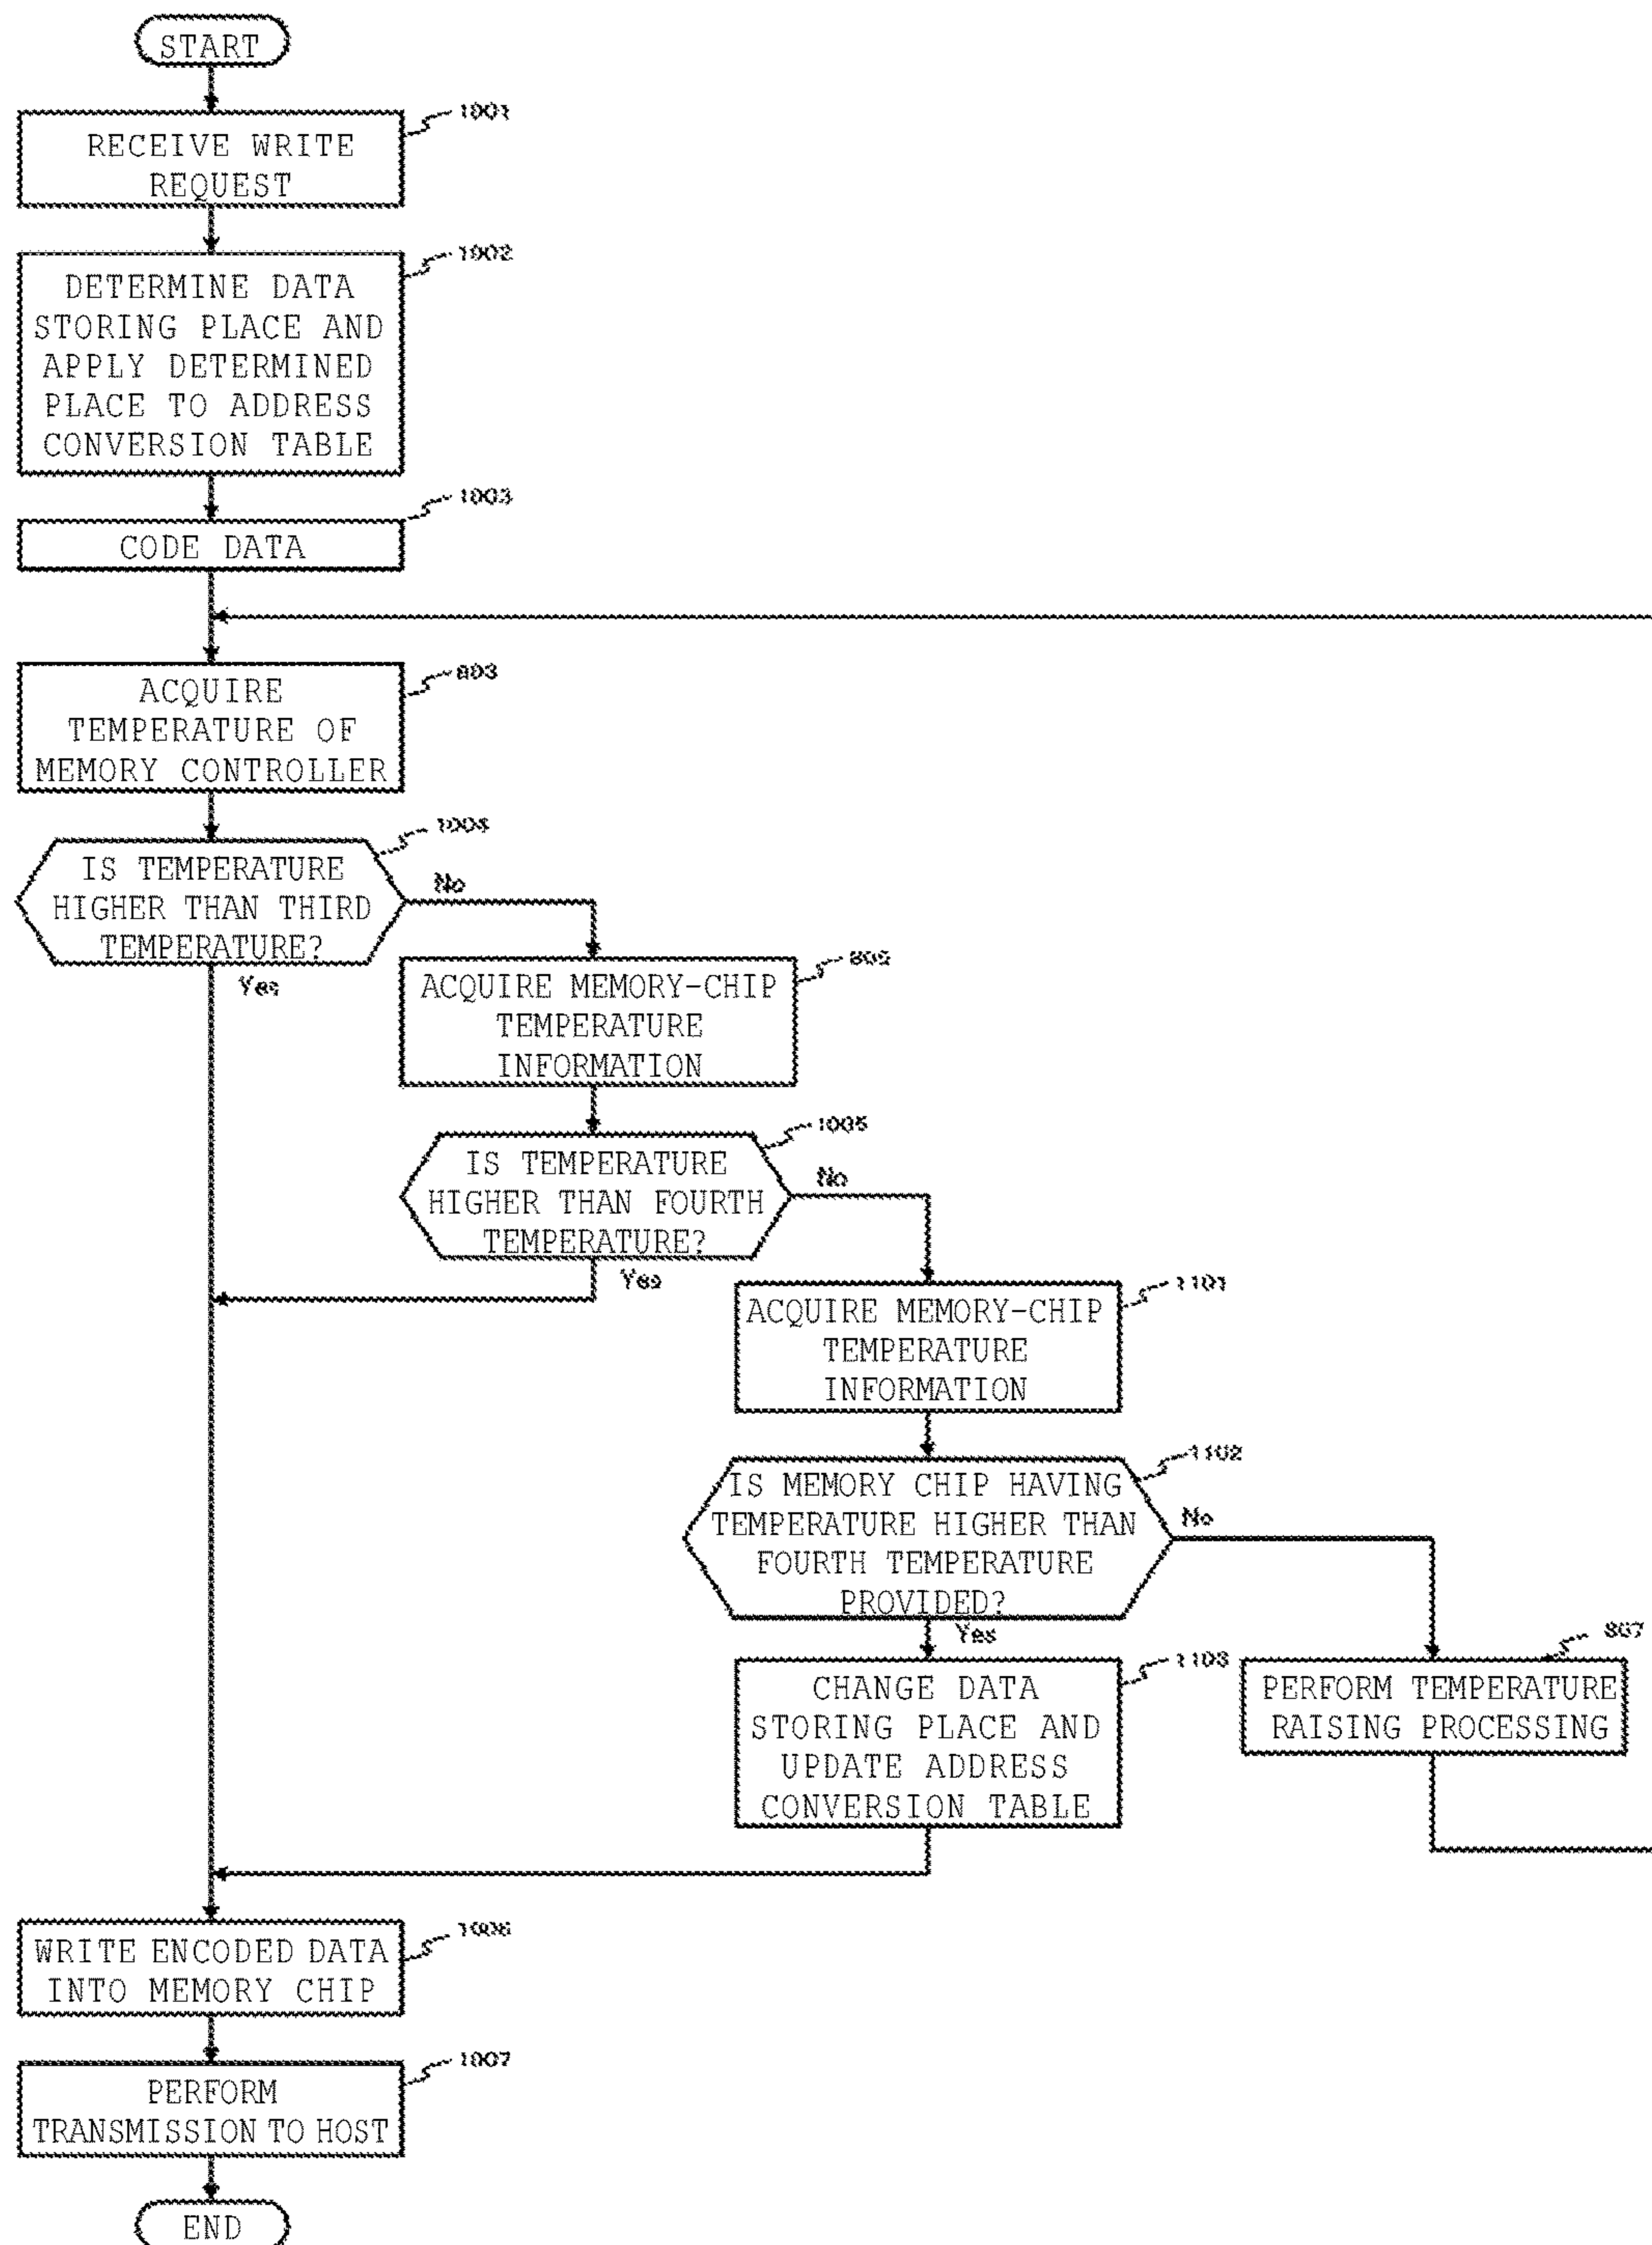 START
1001
RECEIVE WRITE
REQUEST
1002
DETERMINE DATA
STORING PLACE AND
APPLY DETERMINED
PLACE TO ADDRESS
CONVERSION TABLE
1003
CODE DATA
803
ACQUIRE
TEMPERATURE OF
MEMORY CONTROLLER
1004
IS TEMPERATURE
HIGHER THAN THIRD
TEMPERATURE?
No
Yes
805
ACQUIRE MEMORY-CHIP
TEMPERATURE
INFORMATION
1005
IS TEMPERATURE
HIGHER THAN FOURTH
TEMPERATURE?
No
Yes
1101
ACQUIRE MEMORY-CHIP
TEMPERATURE
INFORMATION
1102
IS MEMORY CHIP HAVING
TEMPERATURE HIGHER THAN
FOURTH TEMPERATURE
PROVIDED?
No
Yes
1103
CHANGE DATA
STORING PLACE AND
UPDATE ADDRESS
CONVERSION TABLE
807
PERFORM TEMPERATURE
RAISING PROCESSING
1006
WRITE ENCODED DATA
INTO MEMORY CHIP
1007
PERFORM
TRANSMISSION TO HOST
END